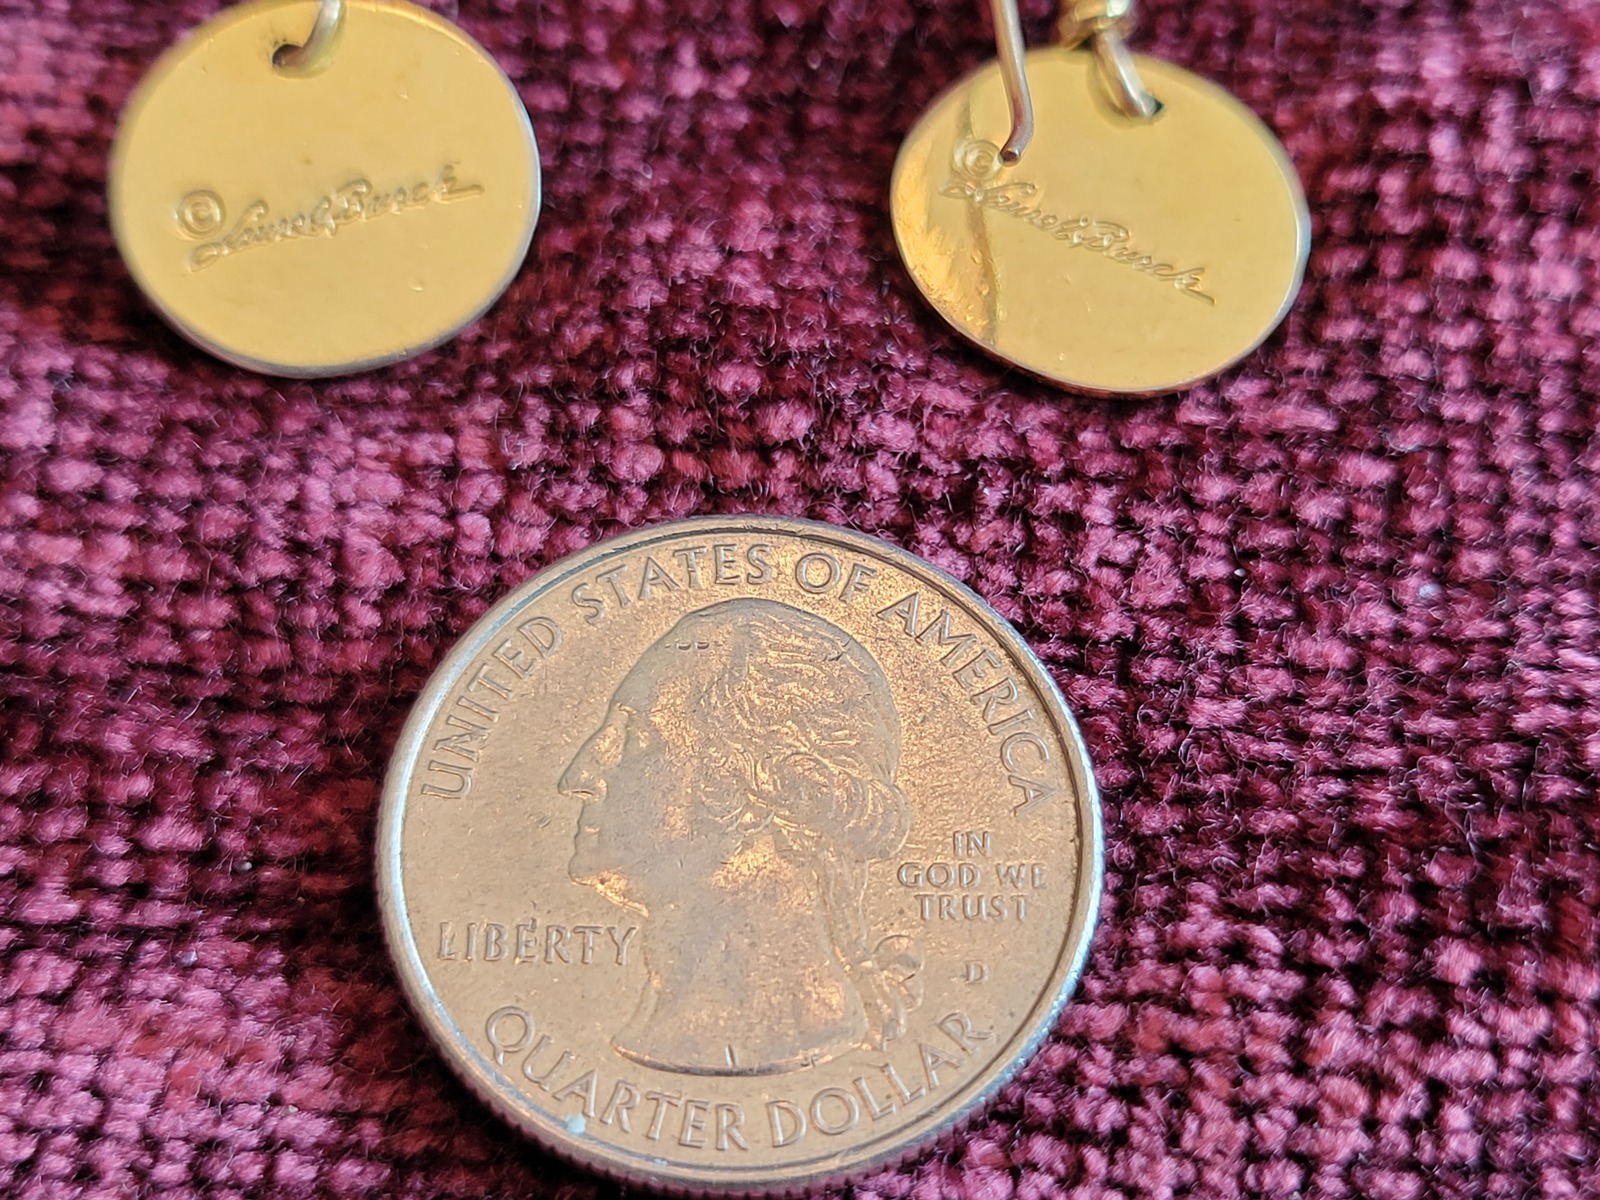 © Laurel Burch
© Laurel Burch
UNITED STATES OF AMERICA
LIBERTY
IN
GOD WE
TRUST
D
QUARTER DOLLAR